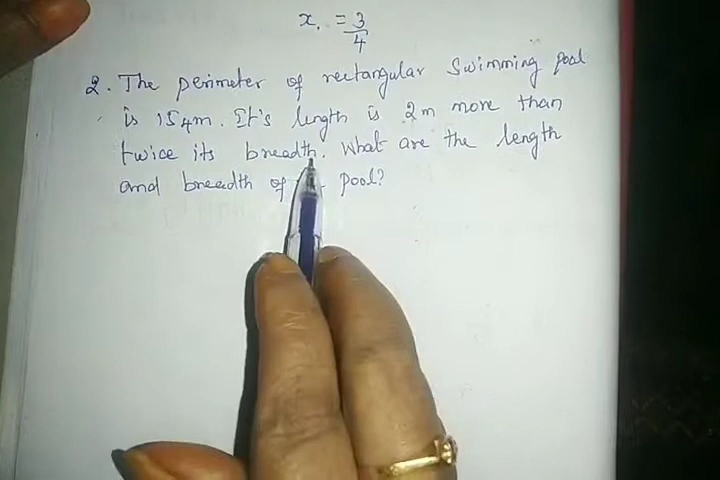 x. = 3/4
2. The perimeter of rectangular swimming pool
is 154m. It's length is 2m more than
twice its breadth. What are the length
and breadth of pool?